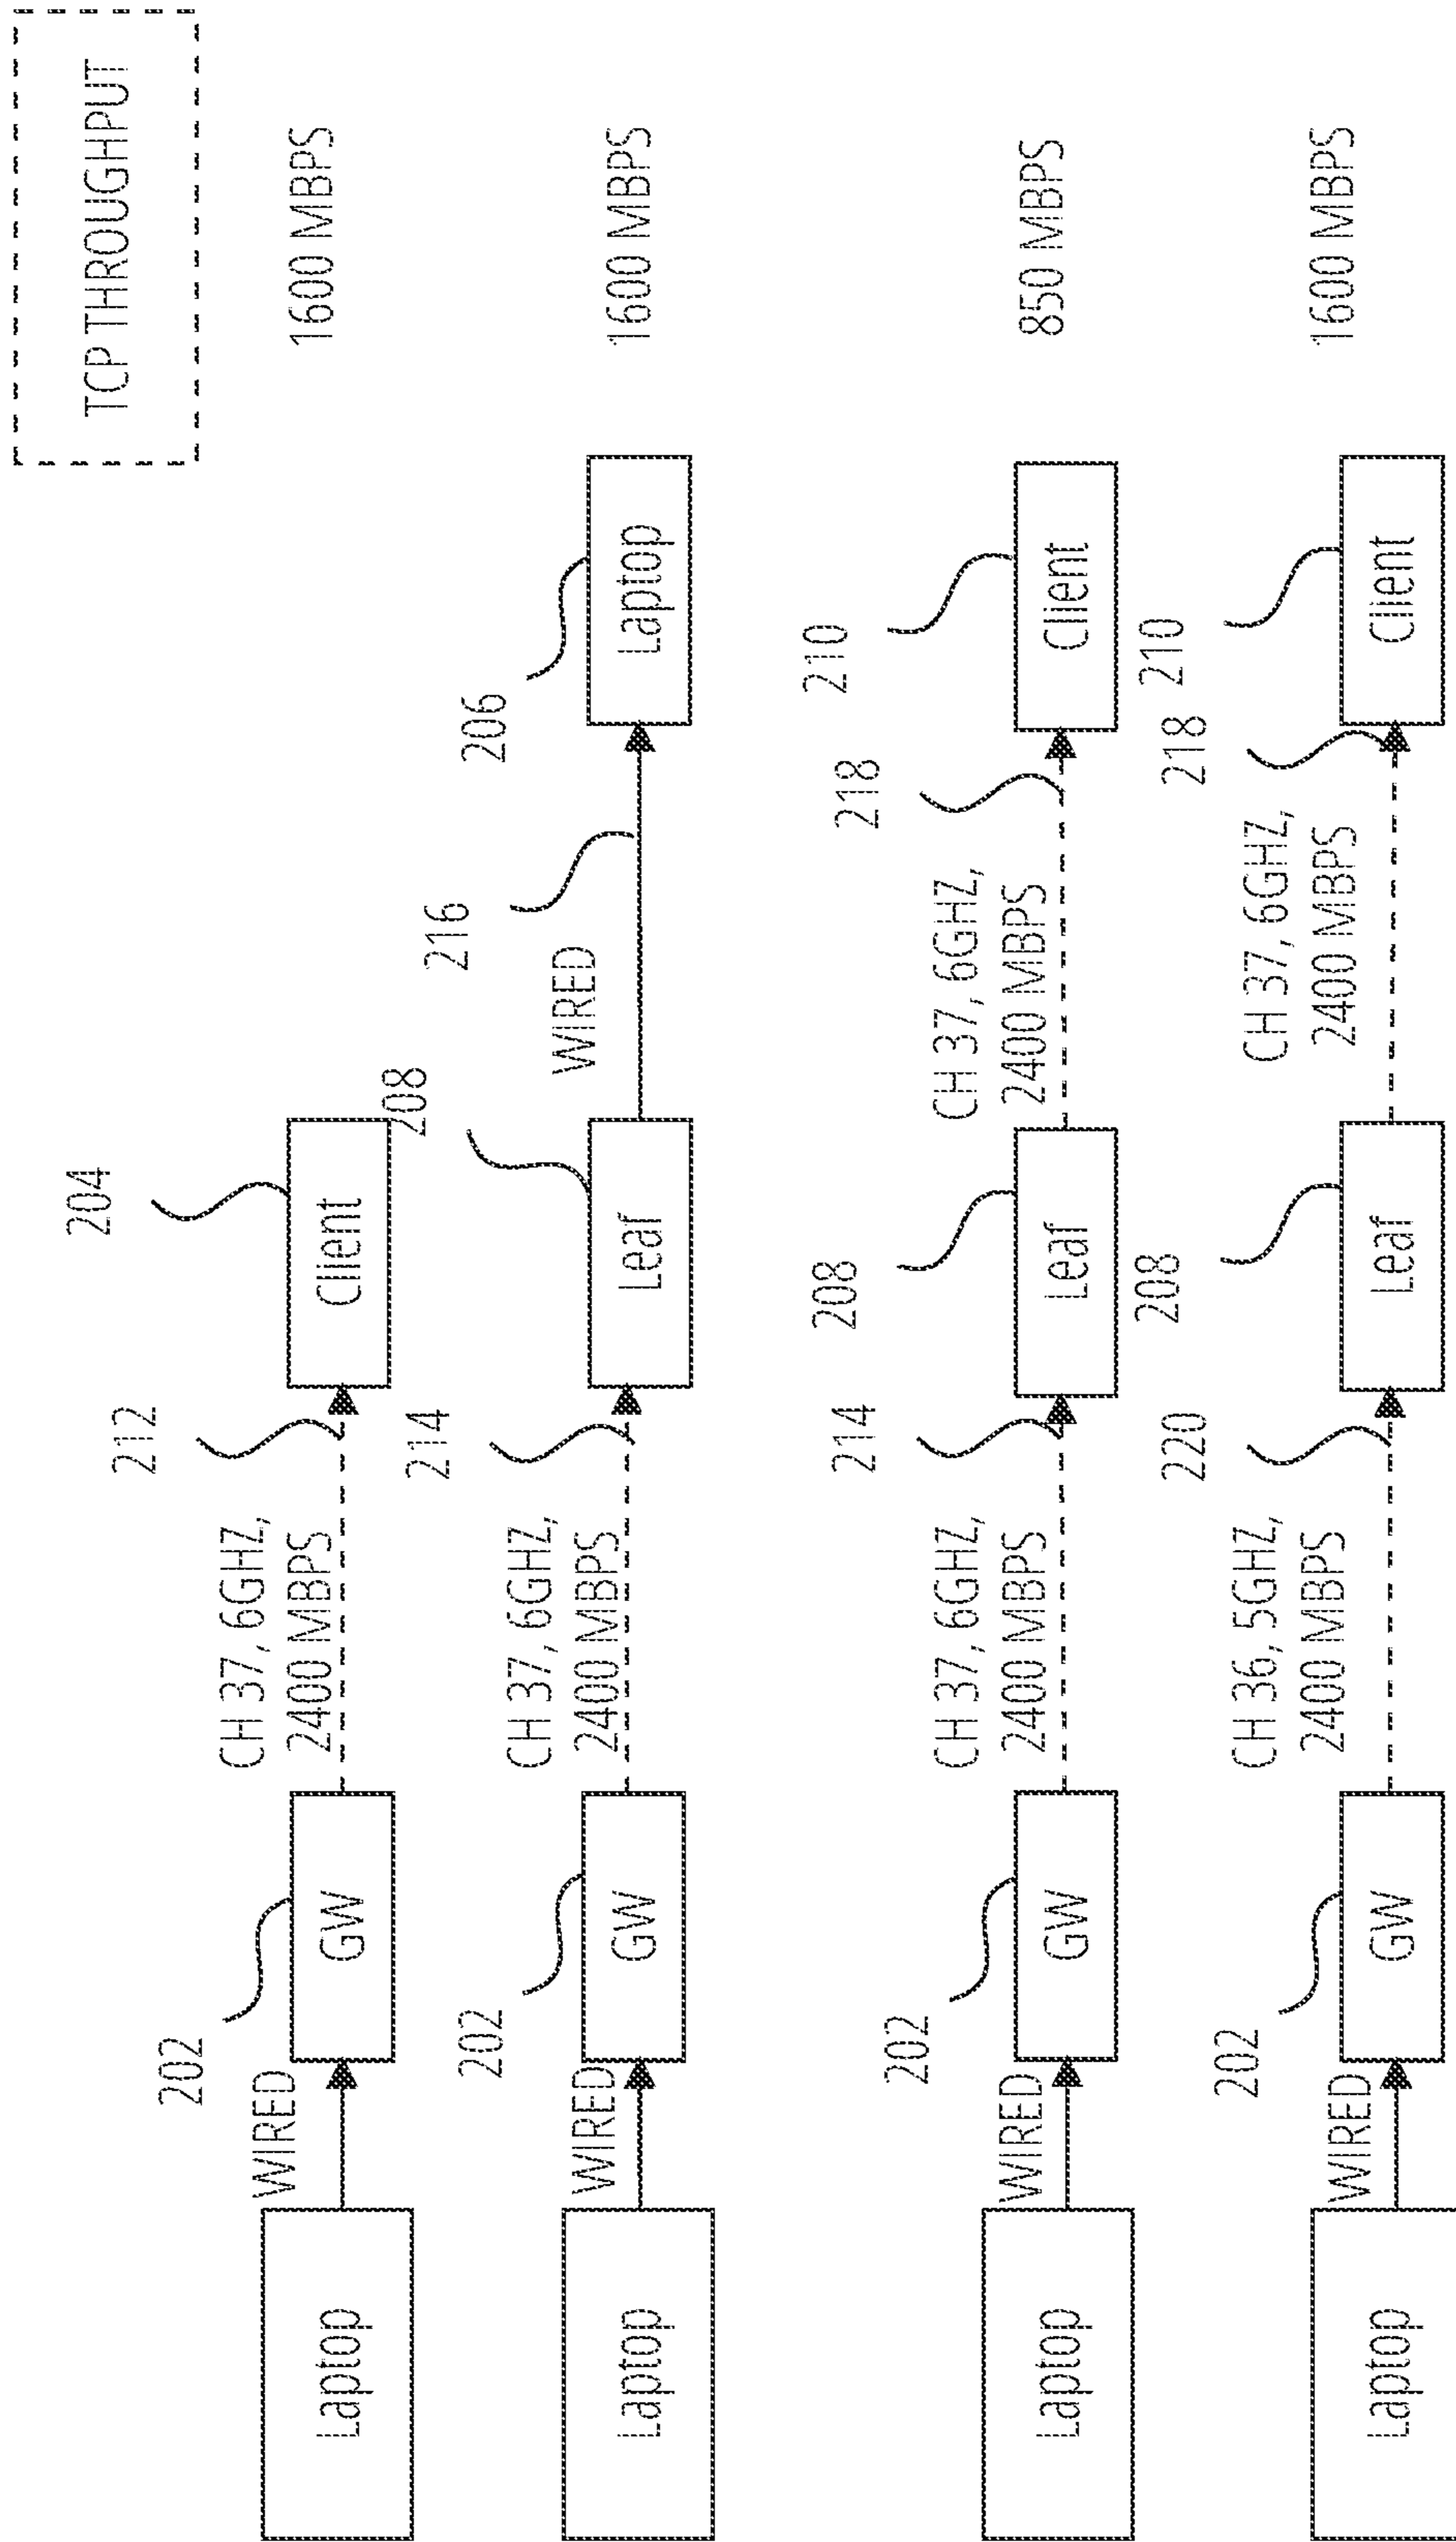 TCP THROUGHPUT
204
212
202
CH 37, 6GHZ,
WIRED
2400 MBPS
Laptop
GW
Client
1600 MBPS
208
214
216
202
206
CH 37, 6GHZ,
WIRED
2400 MBPS
WIRED
Laptop
GW
Leaf
Laptop
1600 MBPS
210
208
214
218
202
CH 37, 6GHZ,
CH 37, 6GHZ,
WIRED
2400 MBPS
2400 MBPS
Laptop
GW
Leaf
Client
850 MBPS
208
210
220
218
202
CH 36, 5GHZ,
CH 37, 6GHZ,
WIRED
2400 MBPS
2400 MBPS
Laptop
GW
Leaf
Client
1600 MBPS